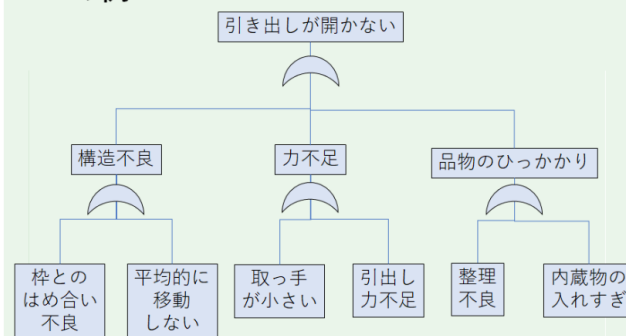 引き出しが開かない
構造不良
力不足
品物のひっかかり
枠との
はめ合い
不良
平均的に
移動
しない
取っ手
が小さい
引出し
力不足
整理
不良
内蔵物の
入れすぎ